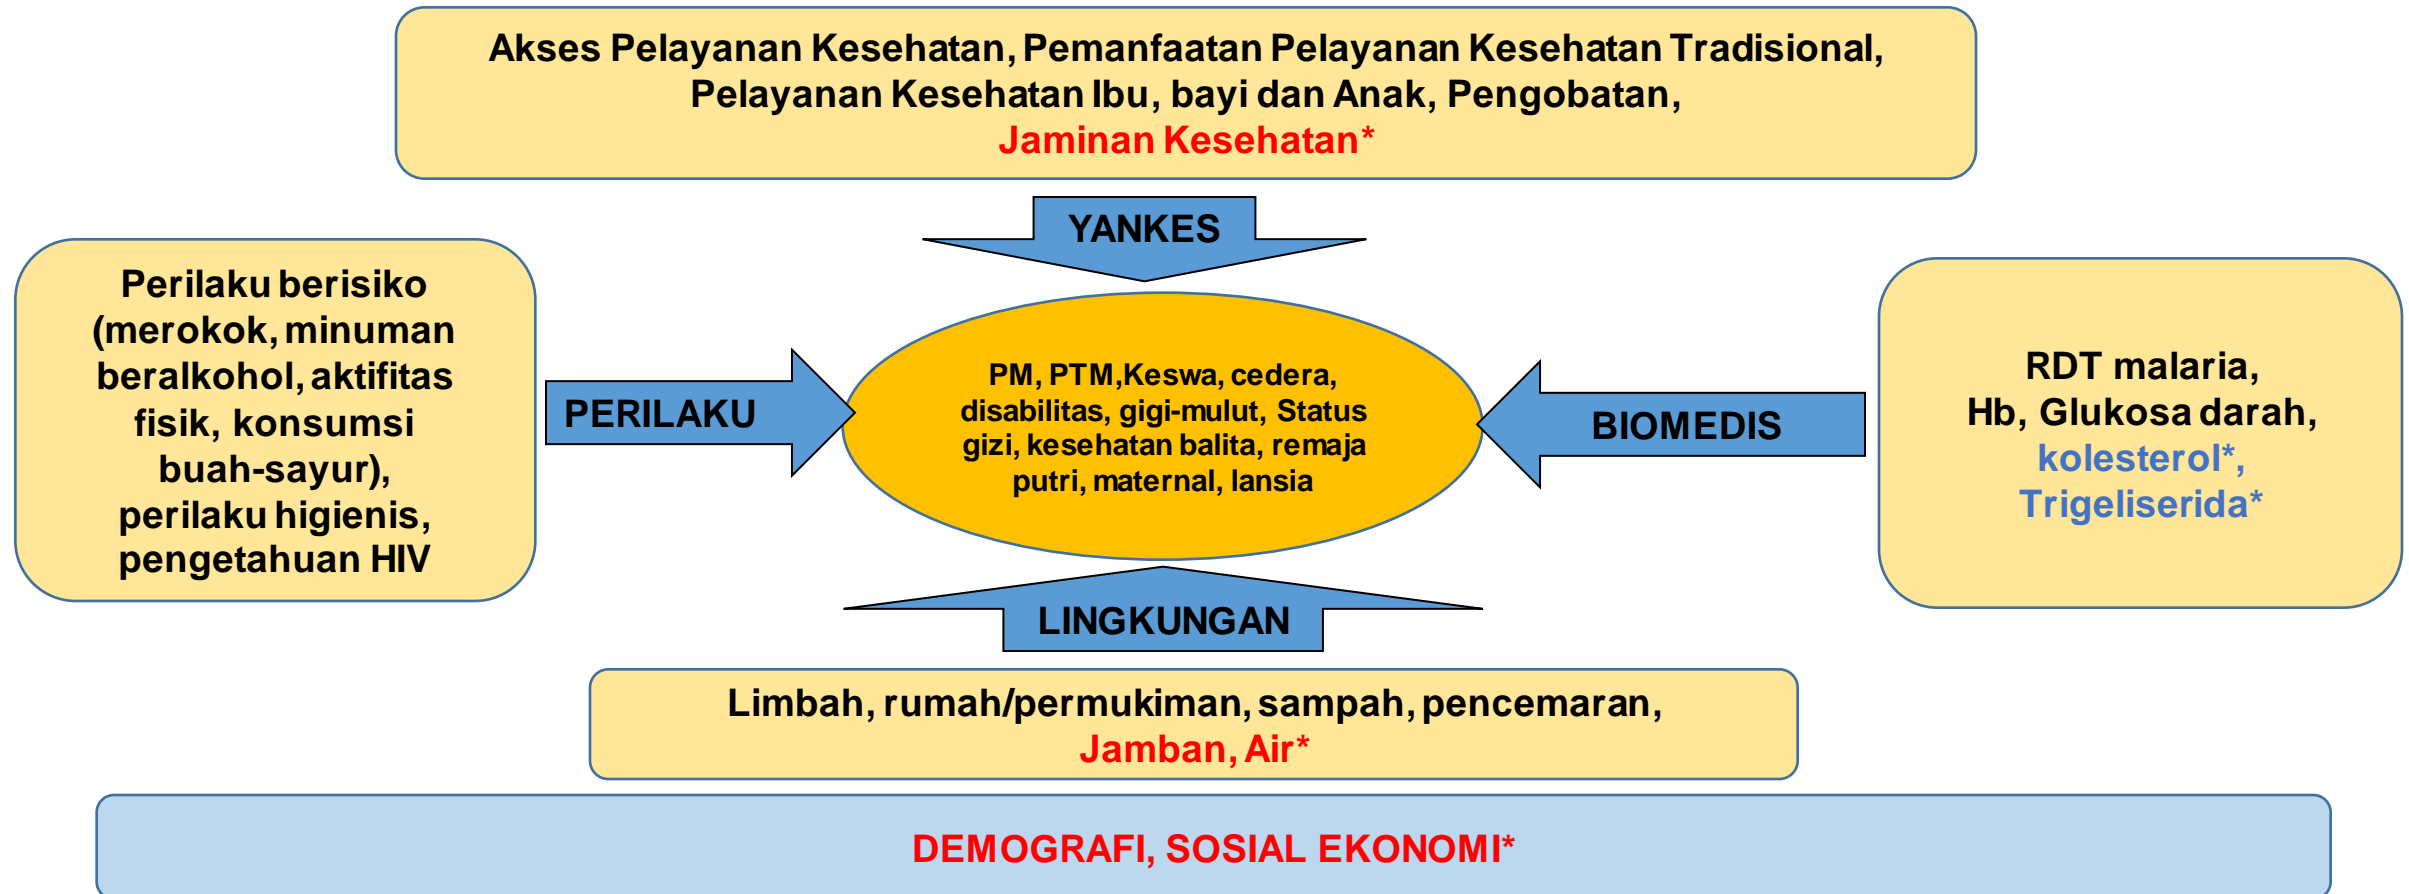 Akses Pelayanan Kesehatan, Pemanfaatan Pelayanan Kesehatan Tradisional,
Pelayanan Kesehatan Ibu, bayi dan Anak, Pengobatan,
Jaminan Kesehatan*
YANKES
Perilaku berisiko
(merokok, minuman
beralkohol, aktifitas
fisik, konsumsi
buah-sayur),
perilaku higienis,
pengetahuan HIV
PERILAKU
PM, PTM,Keswa, cedera,
disabilitas, gigi-mulut, Status
gizi, kesehatan balita, remaja
putri, maternal, lansia
BIOMEDIS
RDT malaria,
Hb, Glukosa darah,
kolesterol*,
Trigeliserida*
LINGKUNGAN
Limbah, rumah/permukiman, sampah, pencemaran,
Jamban, Air*
DEMOGRAFI, SOSIAL EKONOMI*